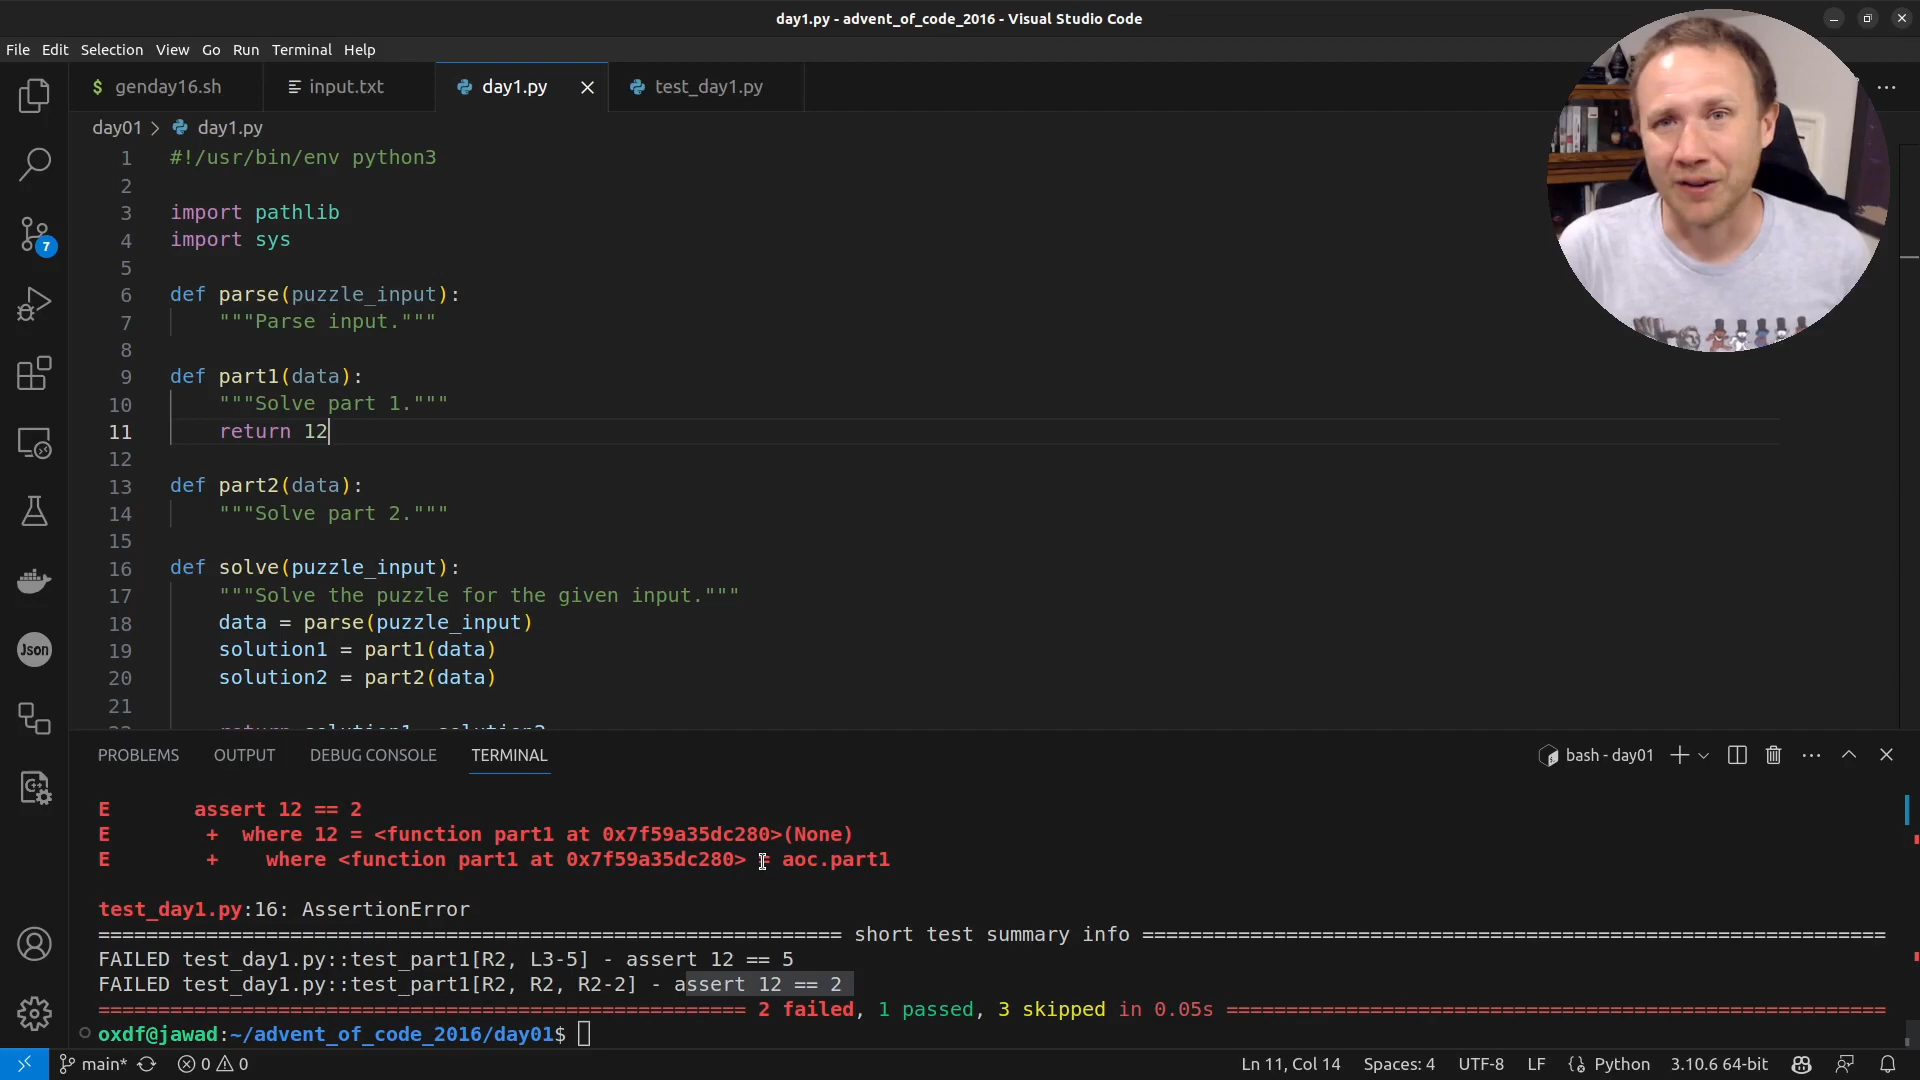 day1.py - advent_of_code_2016 - Visual Studio Code
File Edit Selection View Go Run Terminal Help
$ genday16.sh input.txt day1.py test_day1.py
day01 > day1.py
1 #!/usr/bin/env python3
2
3 import pathlib
4 import sys
5
6 def parse(puzzle_input):
7 """Parse input."""
8
9 def part1(data):
10 """Solve part 1."""
11 return 12
12
13 def part2(data):
14 """Solve part 2."""
15
16 def solve(puzzle_input):
17 """Solve the puzzle for the given input."""
18 data = parse(puzzle_input)
19 solution1 = part1(data)
20 solution2 = part2(data)
21
7
Json
PROBLEMS OUTPUT DEBUG CONSOLE TERMINAL bash - day01
E assert 12 == 2
E + where 12 = <function part1 at 0x7f59a35dc280>(None)
E + where <function part1 at 0x7f59a35dc280> = aoc.part1
test_day1.py:16: AssertionError
============================================================== short test summary info ==============================================================
FAILED test_day1.py::test_part1[R2, L3-5] - assert 12 == 5
FAILED test_day1.py::test_part1[R2, R2, R2-2] - assert 12 == 2
====================================================== 2 failed, 1 passed, 3 skipped in 0.05s =======================================================
oxdf@jawad:~/advent_of_code_2016/day01$
main* 0 0 Ln 11, Col 14 Spaces: 4 UTF-8 LF Python 3.10.6 64-bit